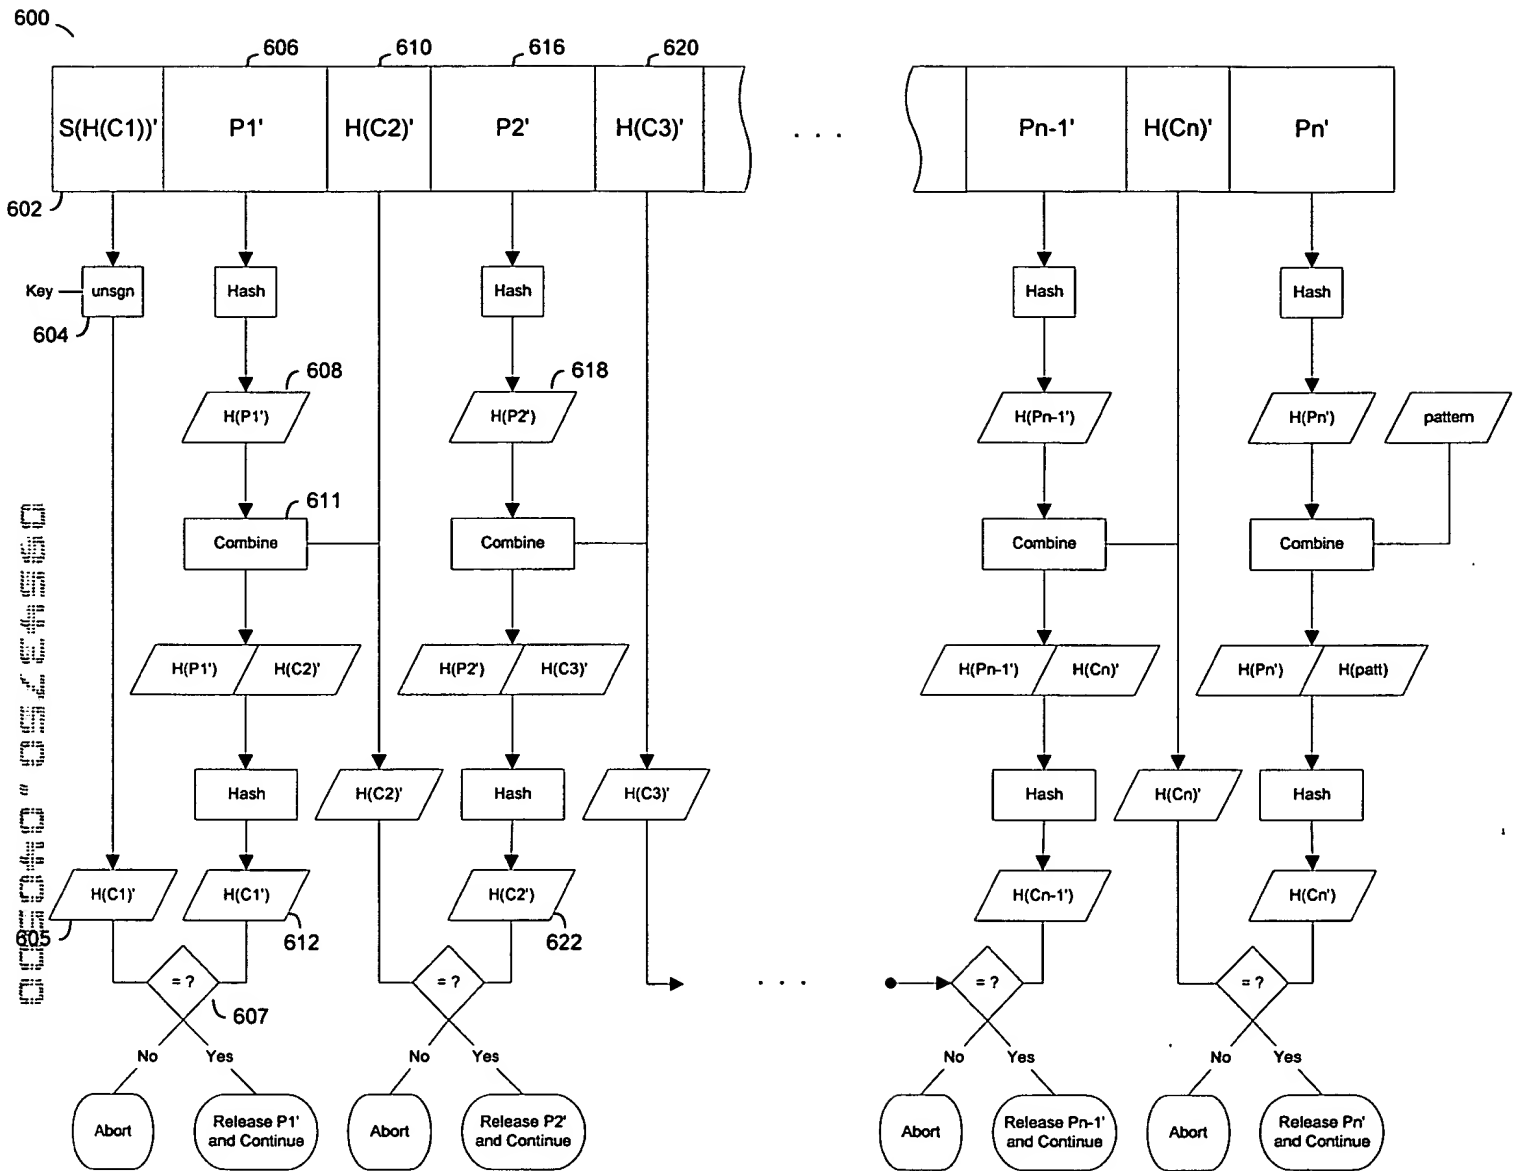 600
606
610
616
620
S(H(C1))'
P1'
H(C2)'
P2'
H(C3)'
. . .
Pn-1'
H(Cn)'
Pn'
602
Key
unsgn
Hash
Hash
Hash
Hash
604
608
618
H(P1')
H(P2')
H(Pn-1')
H(Pn')
pattern
611
Combine
Combine
Combine
Combine
H(P1')
H(C2)'
H(P2')
H(C3)'
H(Pn-1')
H(Cn)'
H(Pn')
H(patt)
Hash
H(C2)'
Hash
H(C3)'
Hash
H(Cn)'
Hash
H(C1)'
H(C1')
H(C2')
H(Cn-1')
H(Cn')
605
612
622
= ?
= ?
. . .
= ?
= ?
607
No
Yes
No
Yes
No
Yes
No
Yes
Abort
Release P1'
and Continue
Abort
Release P2'
and Continue
Abort
Release Pn-1'
and Continue
Abort
Release Pn'
and Continue